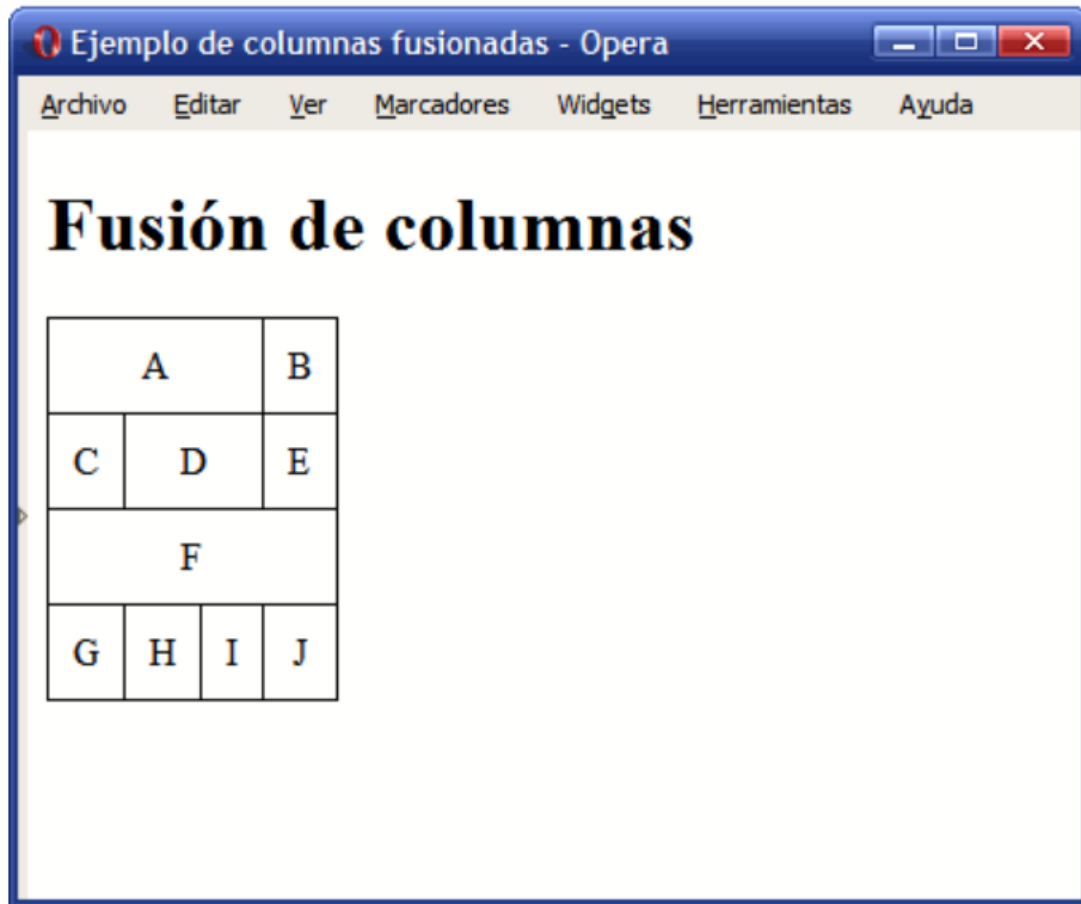 Ejemplo de columnas fusionadas - Opera
Archivo Editar Ver Marcadores Widgets Herramientas Ayuda
Fusión de columnas
A B
C D E
F
G H I J